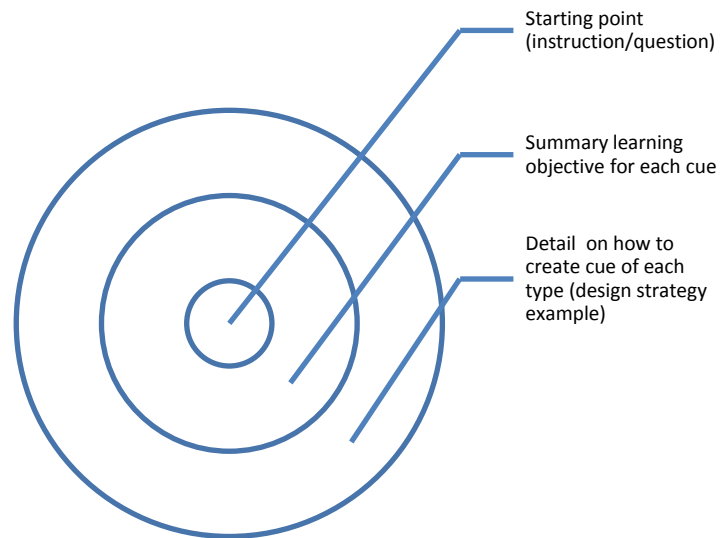 Starting point
(instruction/question)
Summary learning
objective for each cue
Detail  on how to
create cue of each
type (design strategy
example)